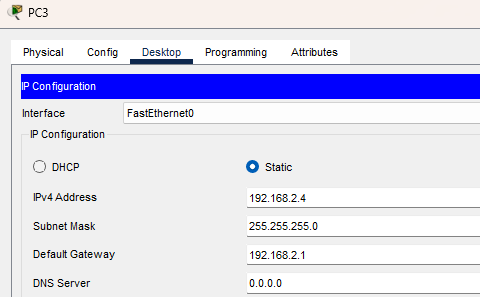 PC3
Physical Config Desktop Programming Attributes
IP Configuration
Interface FastEthernet0
IP Configuration
DHCP Static
IPv4 Address 192.168.2.4
Subnet Mask 255.255.255.0
Default Gateway 192.168.2.1
DNS Server 0.0.0.0